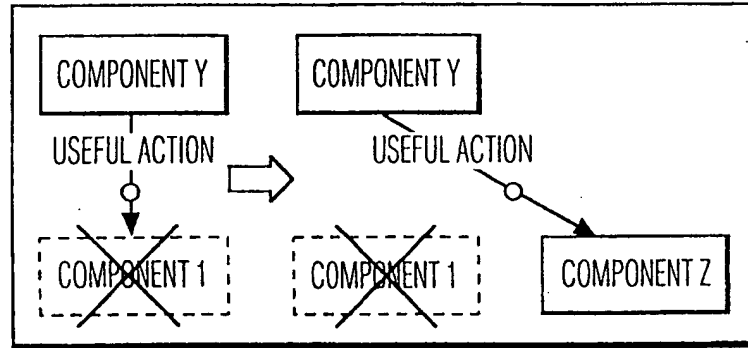 COMPONENT Y
COMPONENT Y
USEFUL ACTION
USEFUL ACTION
COMPONENT 1
COMPONENT 1
COMPONENT Z